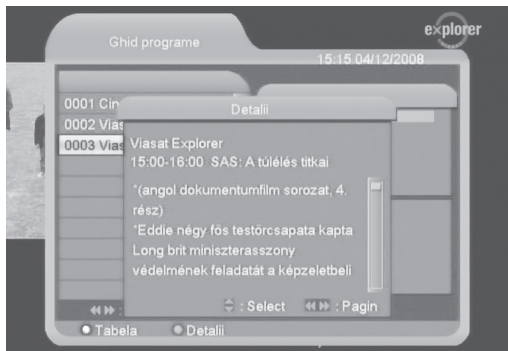 explorer
Ghid programe
15:15 04/12/2008
0001 Cin
Detalii
0002 Vias
0003 Vias
Viasat Explorer
15:00-16:00 SAS: A túlélés titkai
*(angol dokumentumfilm sorozat, 4.
rész)
*Eddie négy fös testörcsapata kapta
Long brit miniszterasszony
védelmének feladatát a képzeletbeli
: Select : Pagin
Tabela Detalii